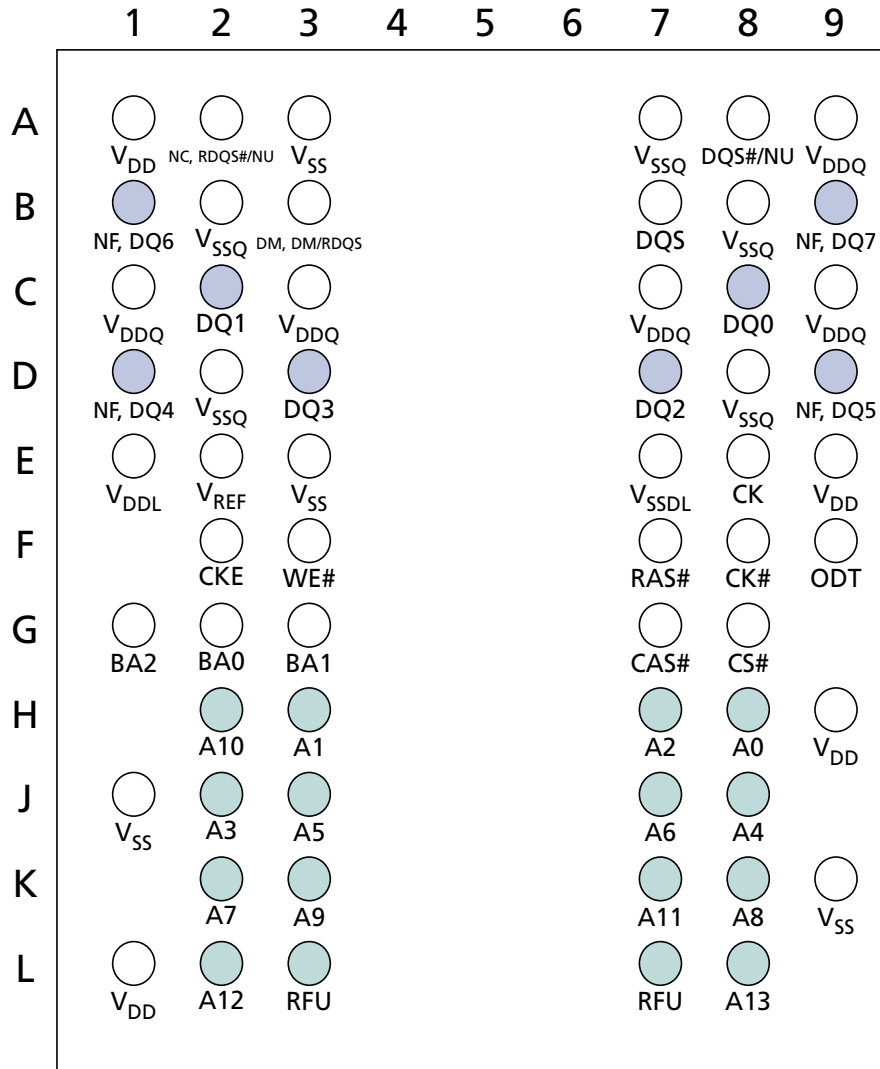 1 2 3 4 5 6 7 8 9
A
VDD NC, RDQS#/NU VSS VSSQ DQS#/NU VDDQ
B
NF, DQ6 VSSQ DM, DM/RDQS DQS VSSQ NF, DQ7
C
VDDQ DQ1 VDDQ VDDQ DQ0 VDDQ
D
NF, DQ4 VSSQ DQ3 DQ2 VSSQ NF, DQ5
E
VDDL VREF VSS VSSDL CK VDD
F
CKE WE# RAS# CK# ODT
G
BA2 BA0 BA1 CAS# CS#
H
A10 A1 A2 A0 VDD
J
VSS A3 A5 A6 A4
K
A7 A9 A11 A8 VSS
L
VDD A12 RFU RFU A13